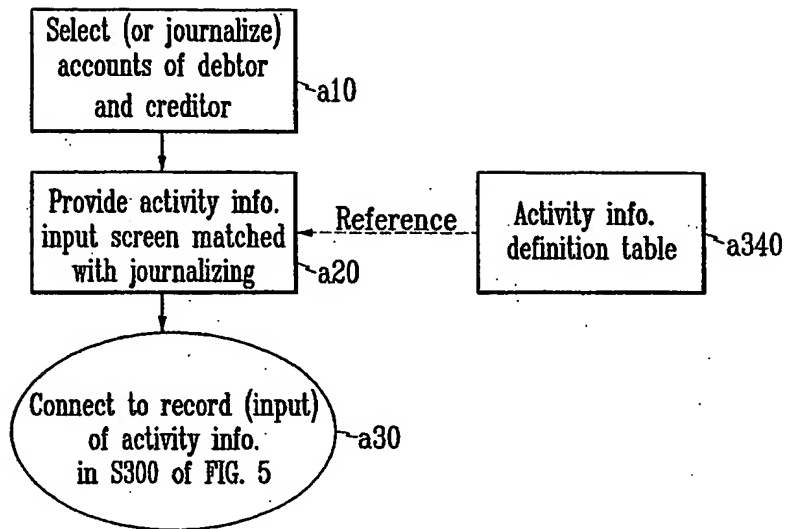 Select (or journalize)
accounts of debtor
and creditor
a10
Provide activity info.
input screen matched
with journalizing
a20
Reference
Activity info.
definition table
a340
Connect to record (input)
of activity info.
in S300 of FIG. 5
a30